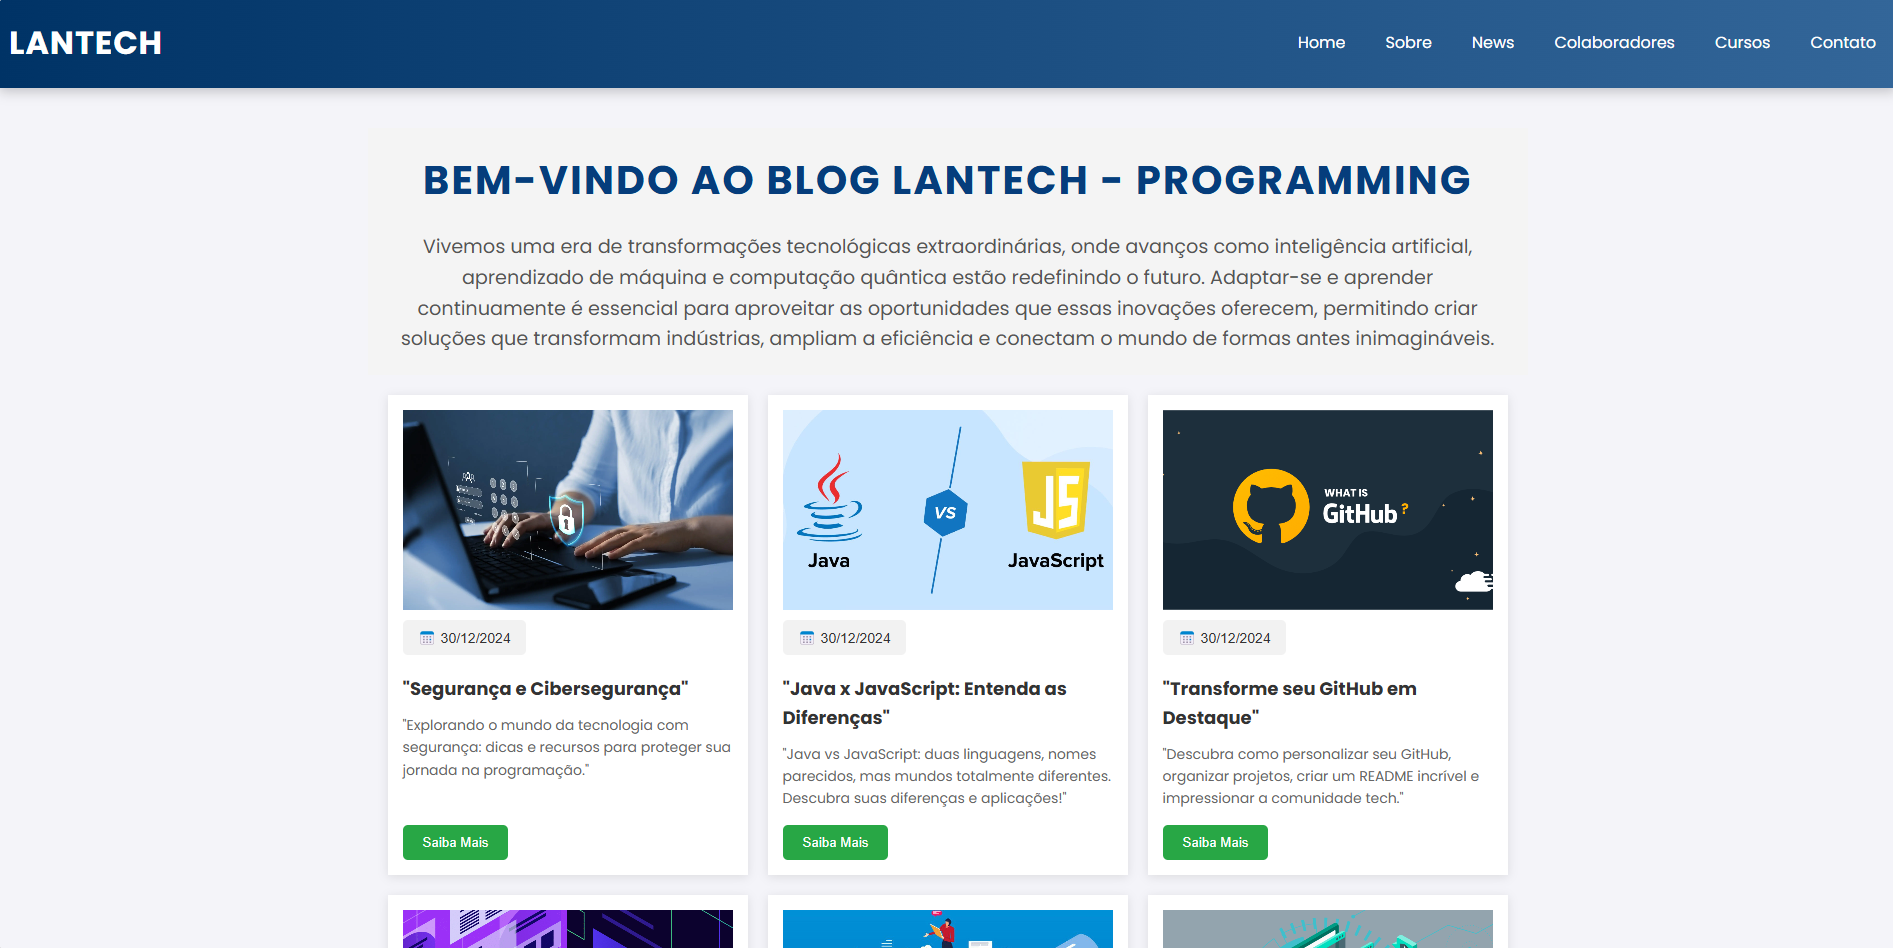 LANTECH
Home
Sobre
News
Colaboradores
Cursos
Contato
BEM-VINDO AO BLOG LANTECH - PROGRAMMING
Vivemos uma era de transformações tecnológicas extraordinárias, onde avanços como inteligência artificial,
aprendizado de máquina e computação quântica estão redefinindo o futuro. Adaptar-se e aprender
continuamente é essencial para aproveitar as oportunidades que essas inovações oferecem, permitindo criar
soluções que transformam indústrias, ampliam a eficiência e conectam o mundo de formas antes inimagináveis.
30/12/2024
"Segurança e Cibersegurança"
"Explorando o mundo da tecnologia com
segurança: dicas e recursos para proteger sua
jornada na programação."
Saiba Mais
Java
VS
JS
JavaScript
30/12/2024
"Java x JavaScript: Entenda as
Diferenças"
"Java vs JavaScript: duas linguagens, nomes
parecidos, mas mundos totalmente diferentes.
Descubra suas diferenças e aplicações!"
Saiba Mais
WHAT IS
GitHub?
30/12/2024
"Transforme seu GitHub em
Destaque"
"Descubra como personalizar seu GitHub,
organizar projetos, criar um README incrível e
impressionar a comunidade tech."
Saiba Mais